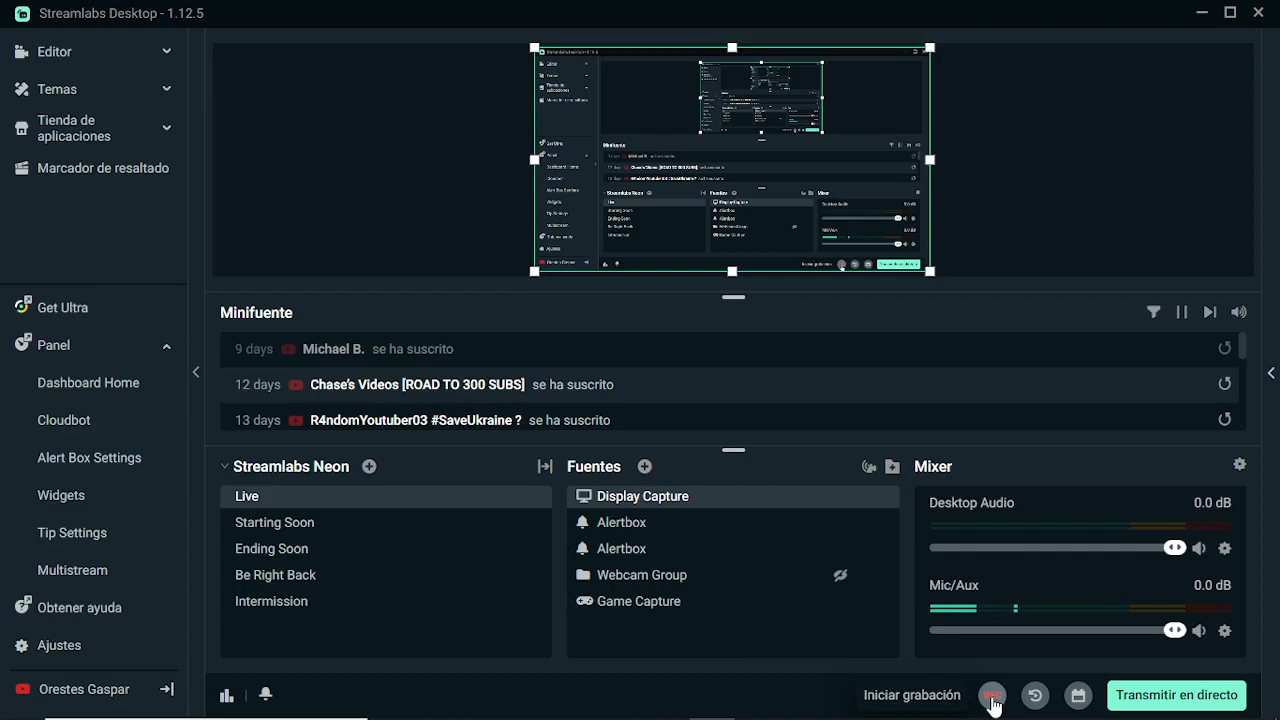 Streamlabs Desktop - 1.12.5
Editor
Temas
Tienda de
aplicaciones
Marcador de resaltado
Get Ultra
Panel
Dashboard Home
Cloudbot
Alert Box Settings
Widgets
Tip Settings
Multistream
Obtener ayuda
Ajustes
Orestes Gaspar
Minifuente
9 days Michael B. se ha suscrito
12 days Chase's Videos [ROAD TO 300 SUBS] se ha suscrito
13 days R4ndomYoutuber03 #SaveUkraine ? se ha suscrito
Streamlabs Neon
Live
Starting Soon
Ending Soon
Be Right Back
Intermission
Fuentes
Display Capture
Alertbox
Alertbox
Webcam Group
Game Capture
Mixer
Desktop Audio 0.0 dB
Mic/Aux 0.0 dB
Iniciar grabación
REC
Transmitir en directo